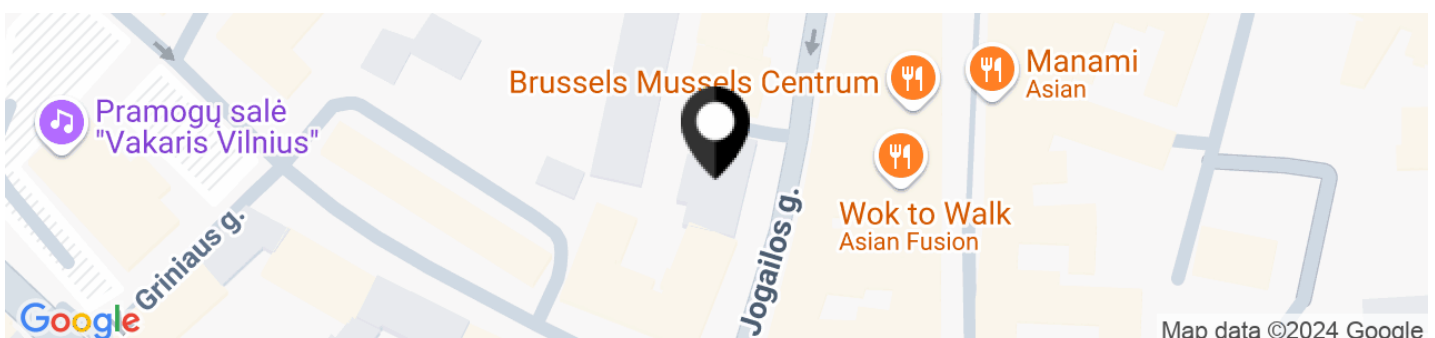 Brussels Mussels Centrum
Manami
Asian
Pramogų salė
"Vakaris Vilnius"
Wok to Walk
Asian Fusion
Jogailos g.
Griniaus g.
Google
Map data ©2024 Google